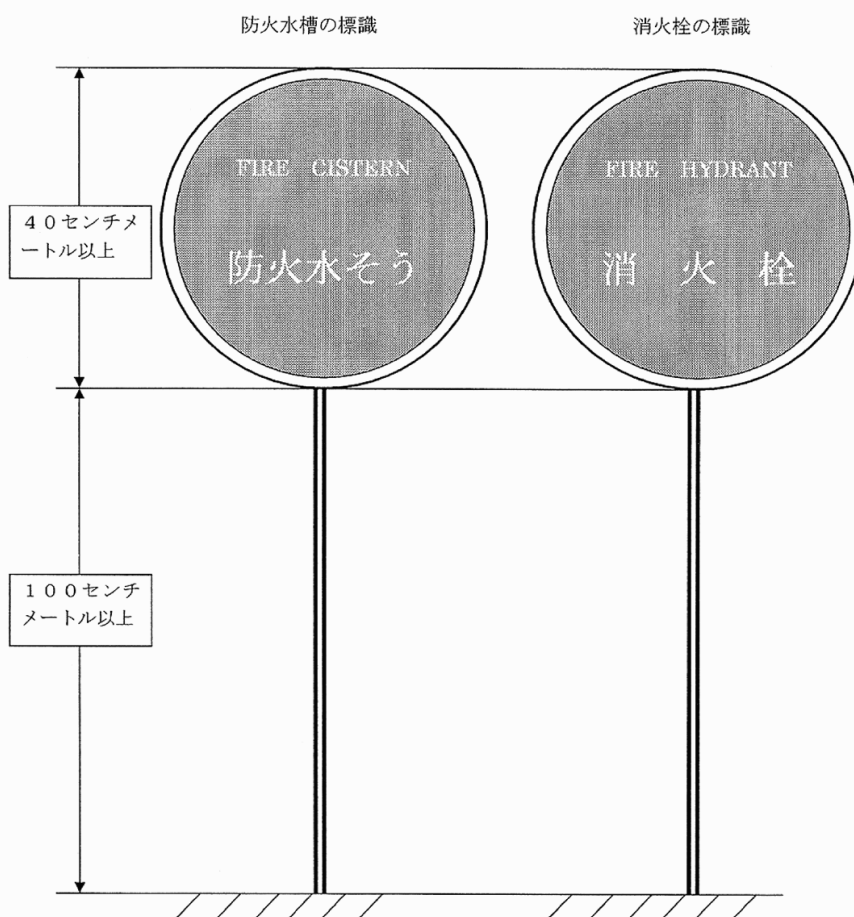 防火水槽の標識
消火栓の標識
FIRE CISTERN
防火水そう
FIRE HYDRANT
消 火 栓
４０センチメ
ートル以上
１００センチ
メートル以上